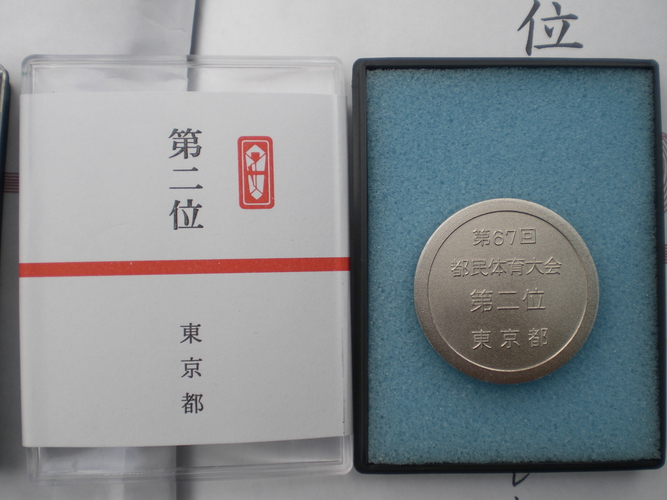 位
第二位
東京都
第67回
都民体育大会
第二位
東京都